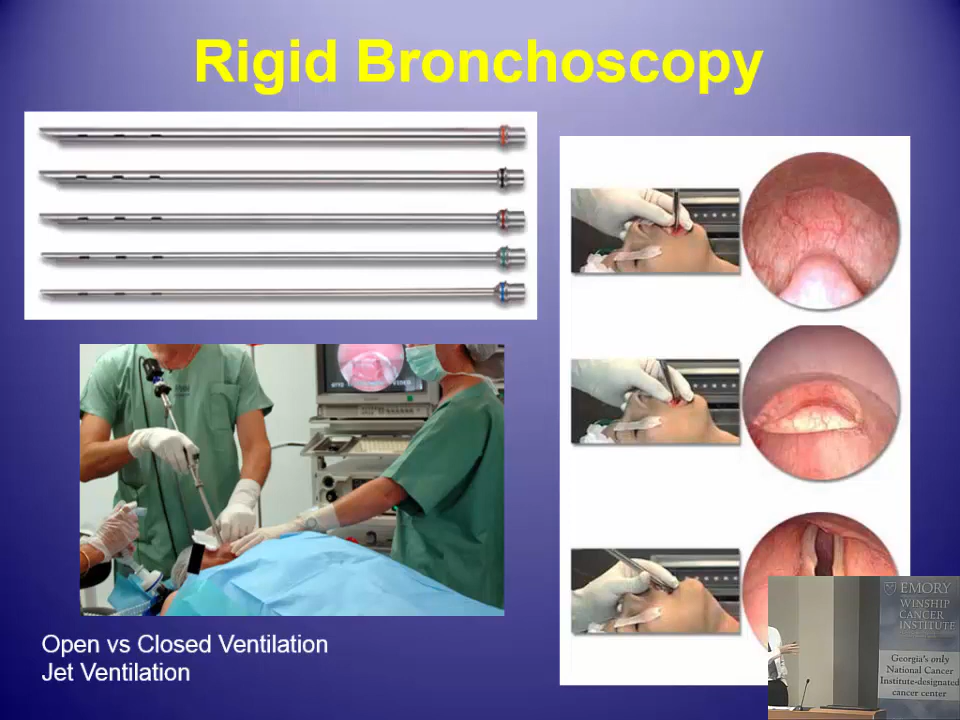 Rigid Bronchoscopy
Open vs Closed Ventilation
Jet Ventilation
EMORY
WINSHIP
CANCER
INSTITUTE
Georgia's only
National Cancer
Institute-designated
cancer center